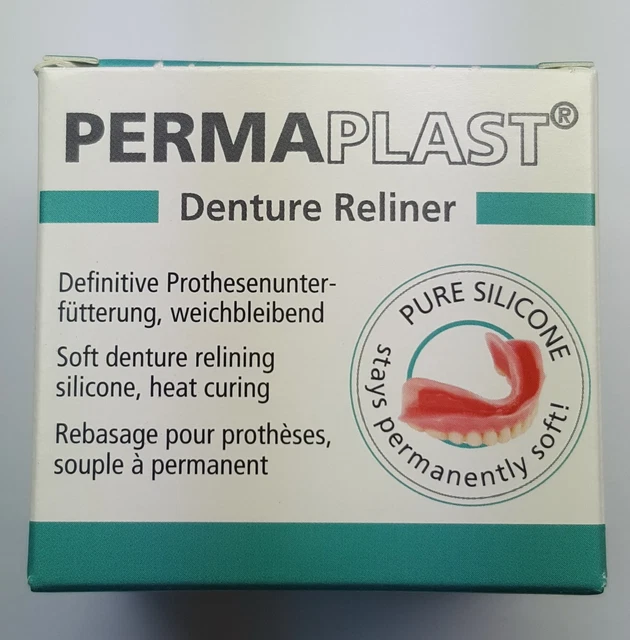 PERMAPLAST®
Denture Reliner
Definitive Prothesenunter-
fütterung, weichbleibend
Soft denture relining
silicone, heat curing
Rebasage pour prothèses,
souple à permanent
PURE SILICONE
stays permanently soft!